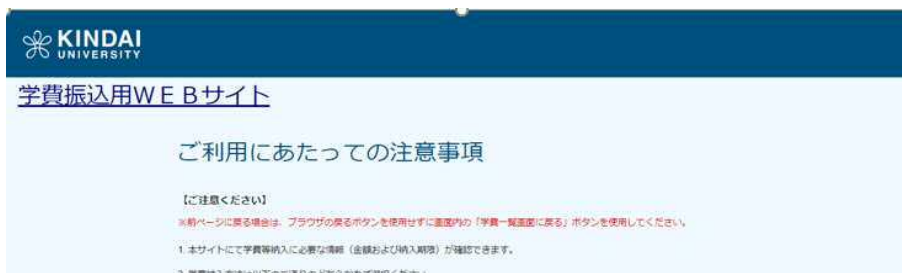 KINDAI
UNIVERSITY
学費振込用WEBサイト
ご利用にあたっての注意事項
【ご注意ください】
※前ページに戻る場合は、ブラウザの戻るボタンを使用せずに画面内の「学費一覧画面に戻る」ボタンを使用してください。
1. 本サイトにて学費等納入に必要な情報（金額および納入期限）が確認できます。